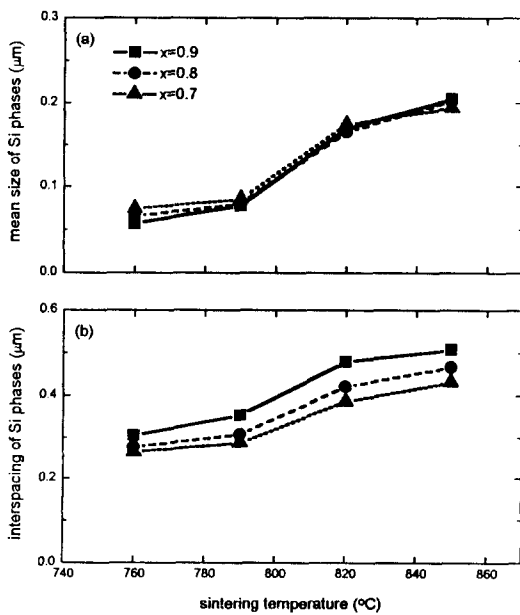 (a)
x=0.9
x=0.8
x=0.7
0.3
0.2
0.1
0.0
mean size of Si phases (μm)
(b)
0.6
0.4
0.2
0.0
interspacing of Si phases (μm)
740 760 780 800 820 840 860
sintering temperature (ºC)